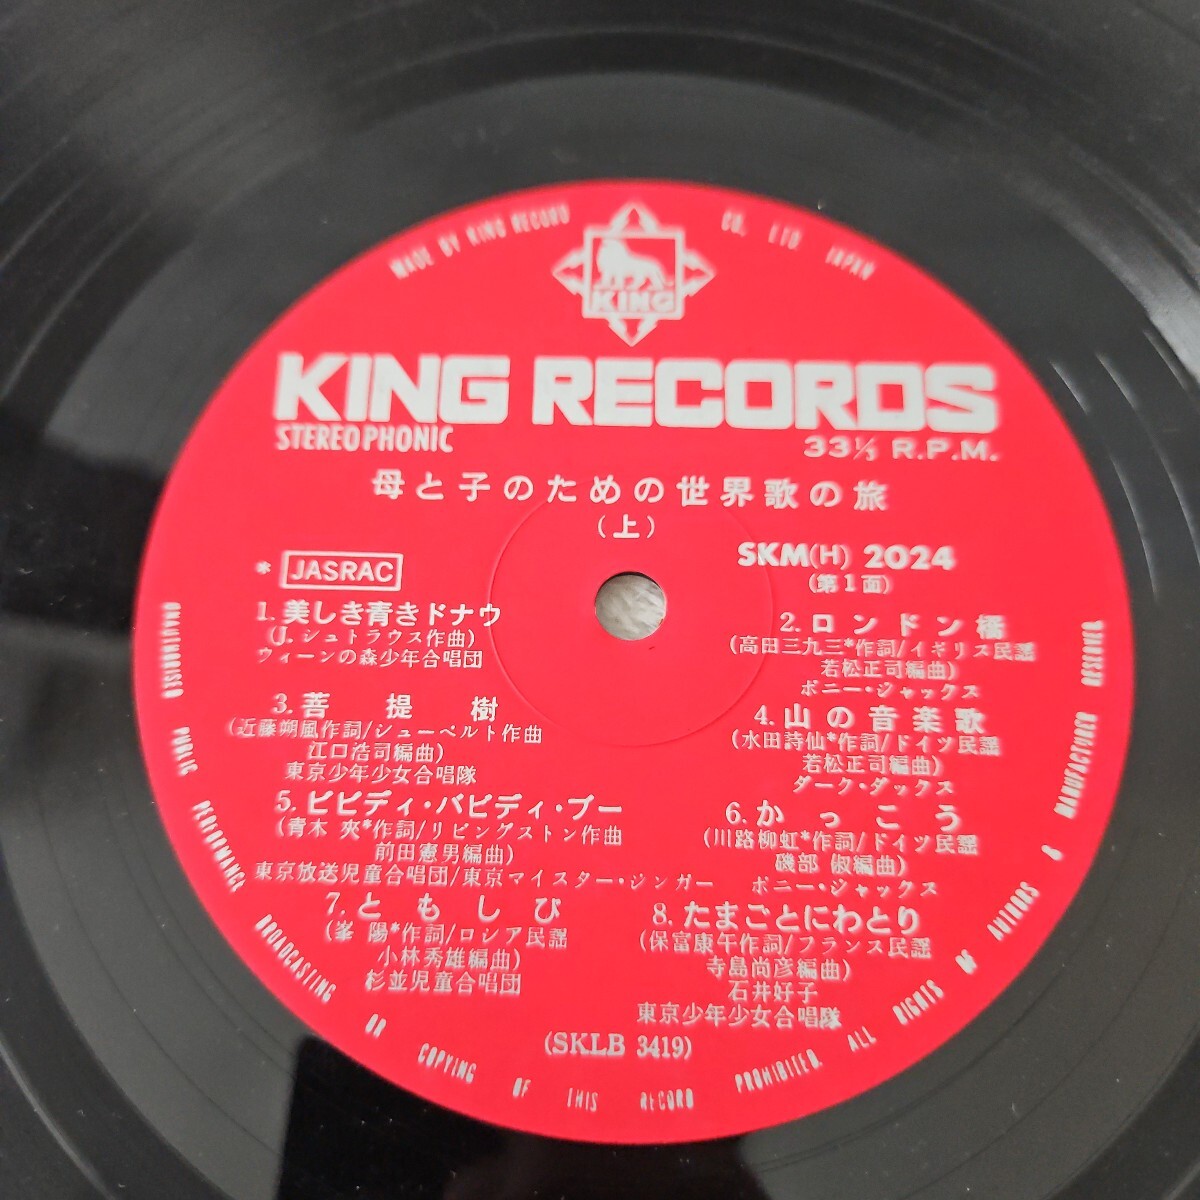 MADE BY KING RECORD CO., LTD. JAPAN
KING
KING RECORDS
STEREOPHONIC
33⅓ R.P.M.
母と子のための世界歌の旅
(上)
* JASRAC
SKM(H) 2024
(第1面)
1. 美しき青きドナウ
(J. シュトラウス作曲)
ウィーンの森少年合唱団
2. ロンドン橋
(高田三九三*作詞/イギリス民謡
若松正司編曲)
ボニー・ジャックス
3. 菩提樹
(近藤朔風作詞/シューベルト作曲
江口浩司編曲)
東京少年少女合唱隊
4. 山の音楽歌
(水田詩仙*作詞/ドイツ民謡
若松正司編曲)
ダーク・ダックス
5. ビビディ・バビディ・ブー
(青木 爽*作詞/リビングストン作曲
前田憲男編曲)
東京放送児童合唱団/東京マイスター・ジンガー
6. かっこう
(川路柳虹*作詞/ドイツ民謡
磯部 俶編曲)
ボニー・ジャックス
7. ともしび
(峯 陽*作詞/ロシア民謡
小林秀雄編曲)
杉並児童合唱団
8. たまごとにわとり
(保富康午作詞/フランス民謡
寺島尚彦編曲)
石井好子
東京少年少女合唱隊
(SKLB 3419)
UNAUTHORIZED PUBLIC PERFORMANCE BROADCASTING OR COPYING OF THIS RECORD PROHIBITED. ALL RIGHTS OF AUTHORS & MANUFACTURER RESERVED